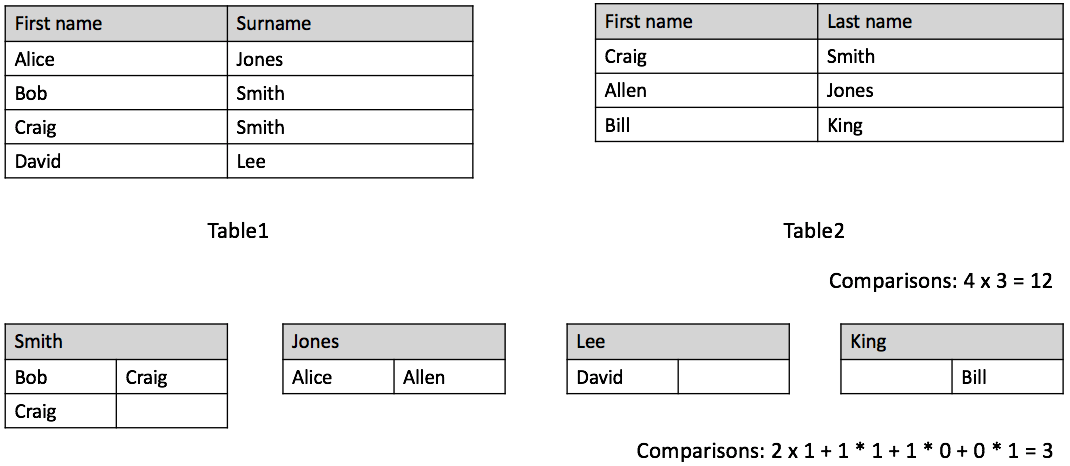 First name Surname
Alice Jones
Bob Smith
Craig Smith
David Lee
Table1
First name Last name
Craig Smith
Allen Jones
Bill King
Table2
Comparisons: 4 x 3 = 12
Smith
Bob Craig
Craig
Jones
Alice Allen
Lee
David
King
Bill
Comparisons: 2 x 1 + 1 * 1 + 1 * 0 + 0 * 1 = 3